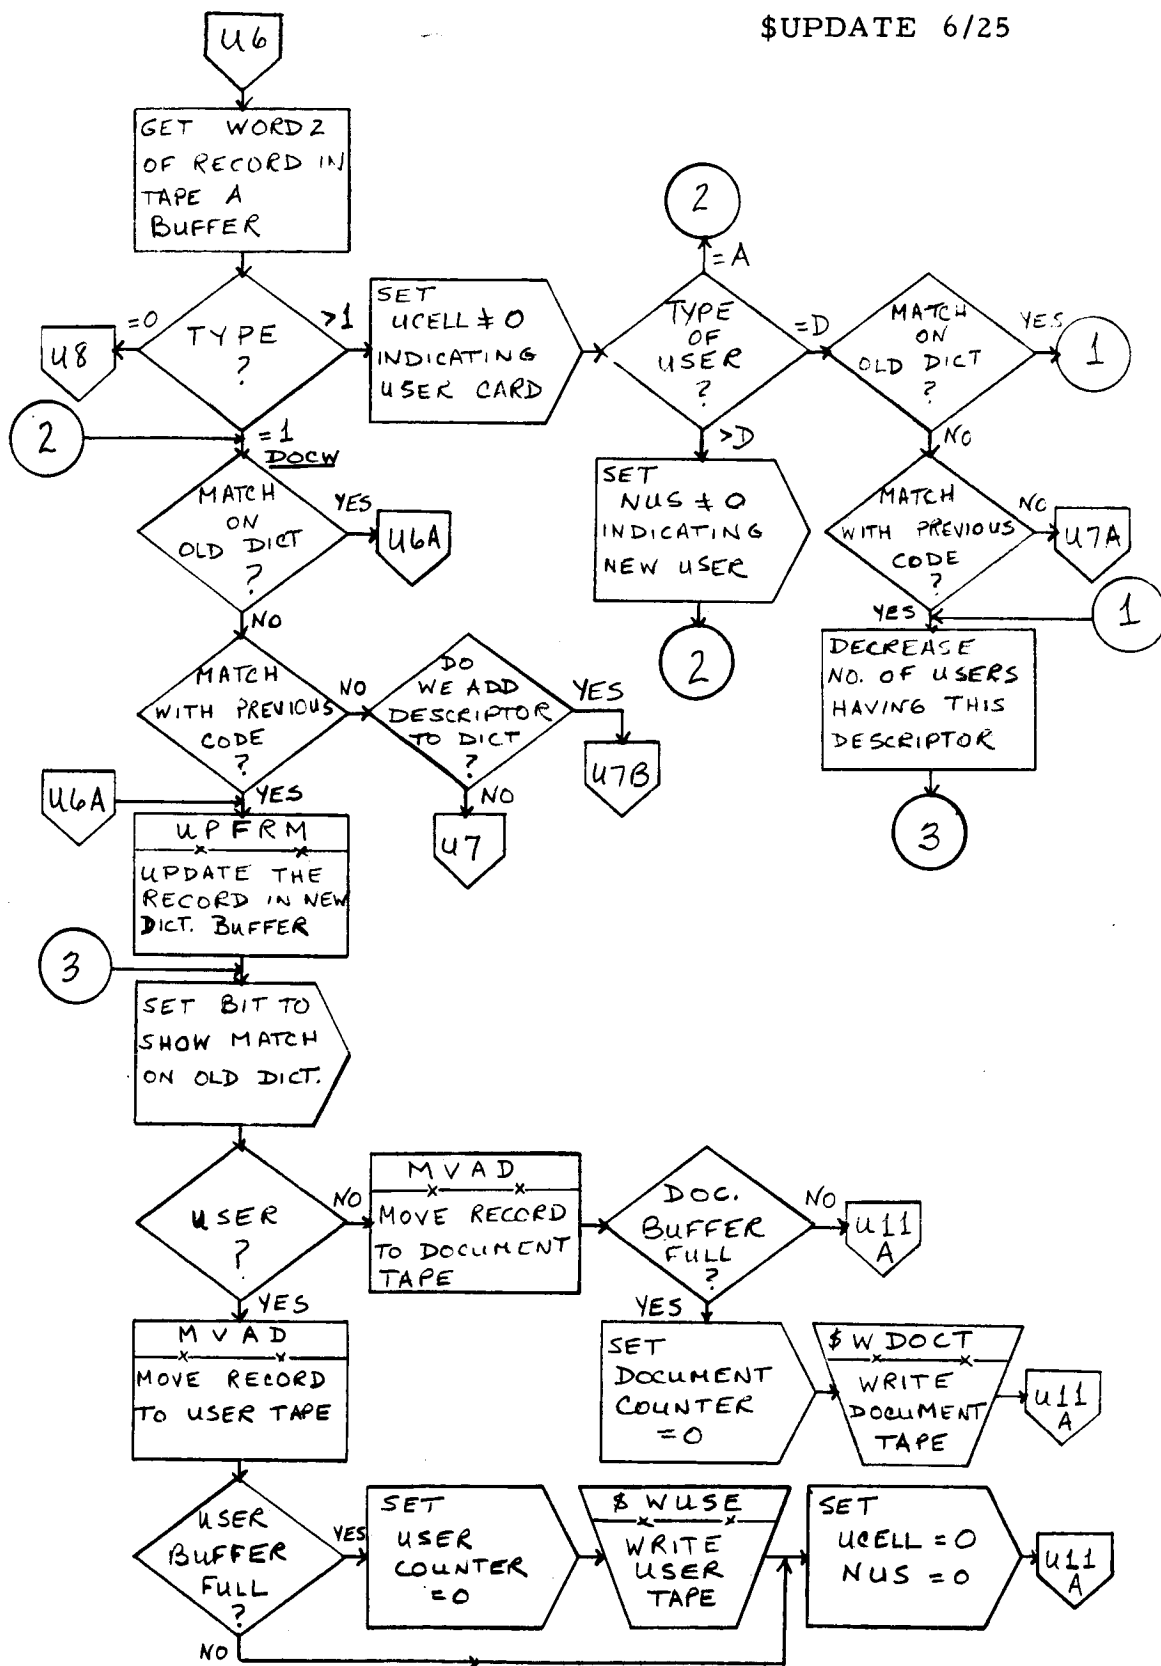 $UPDATE 6/25
U6
GET WORD 2
OF RECORD IN
TAPE A
BUFFER
TYPE
?
=0
>1
U8
SET
UCELL ≠ 0
INDICATING
USER CARD
TYPE
OF
USER
?
=A
2
=D
MATCH
ON
OLD DICT
?
YES
1
2
=1
DOCW
MATCH
ON
OLD DICT
?
YES
U6A
>D
SET
NUS ≠ 0
INDICATING
NEW USER
2
NO
MATCH
WITH PREVIOUS
CODE
?
NO
U7A
YES
1
DECREASE
NO. OF USERS
HAVING THIS
DESCRIPTOR
3
NO
MATCH
WITH PREVIOUS
CODE
?
NO
DO
WE ADD
DESCRIPTOR
TO DICT
?
YES
U7B
NO
U7
U6A
YES
UPFRM
UPDATE THE
RECORD IN NEW
DICT. BUFFER
3
SET BIT TO
SHOW MATCH
ON OLD DICT.
USER
?
NO
MVAD
MOVE RECORD
TO DOCUMENT
TAPE
DOC.
BUFFER
FULL
?
NO
U11
A
YES
SET
DOCUMENT
COUNTER
=0
$WDOCT
WRITE
DOCUMENT
TAPE
U11
A
YES
MVAD
MOVE RECORD
TO USER TAPE
USER
BUFFER
FULL
?
YES
SET
USER
COUNTER
=0
$WUSE
WRITE
USER
TAPE
SET
UCELL = 0
NUS = 0
U11
A
NO